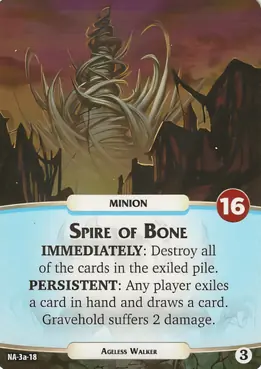 MINION
16
SPIRE OF BONE
IMMEDIATELY: Destroy all
of the cards in the exiled pile.
PERSISTENT: Any player exiles
a card in hand and draws a card.
Gravehold suffers 2 damage.
AGELESS WALKER
NA-3a-18
3